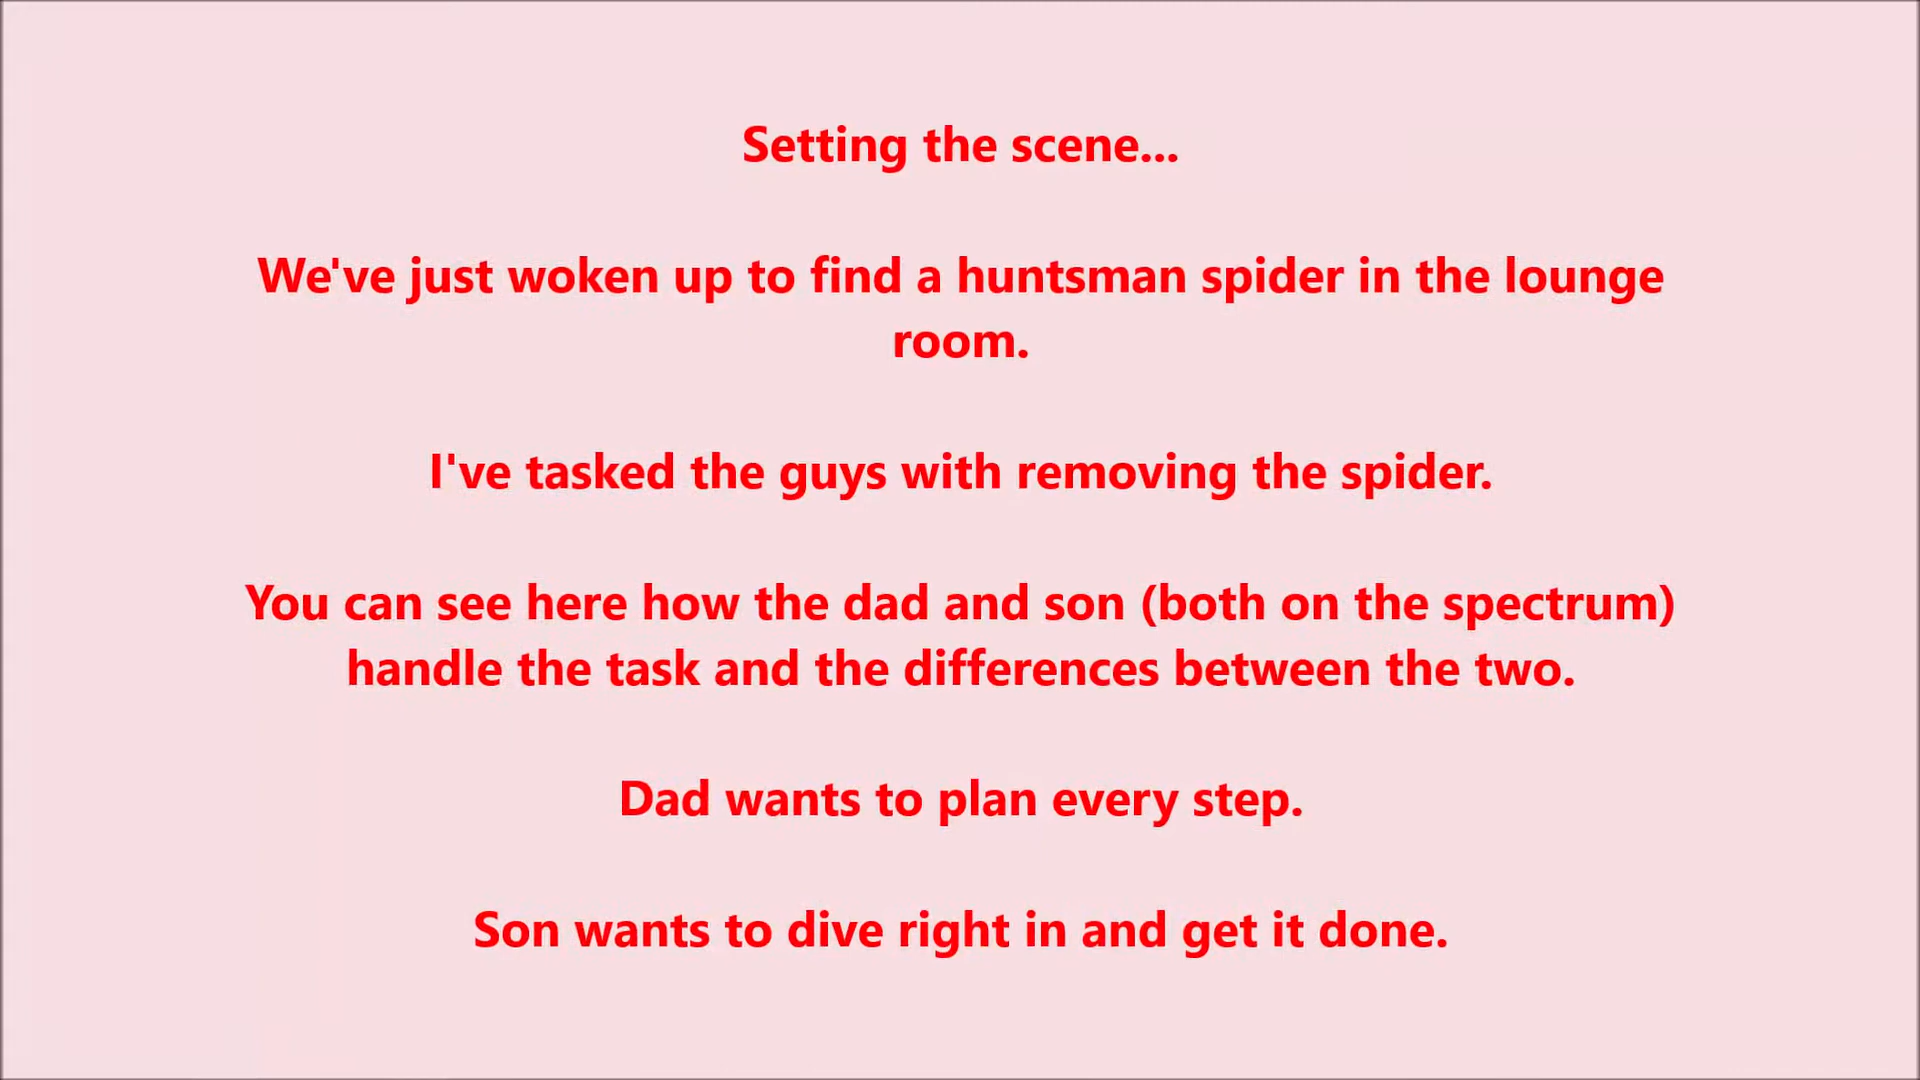 Setting the scene...
We've just woken up to find a huntsman spider in the lounge
room.
I've tasked the guys with removing the spider.
You can see here how the dad and son (both on the spectrum)
handle the task and the differences between the two.
Dad wants to plan every step.
Son wants to dive right in and get it done.